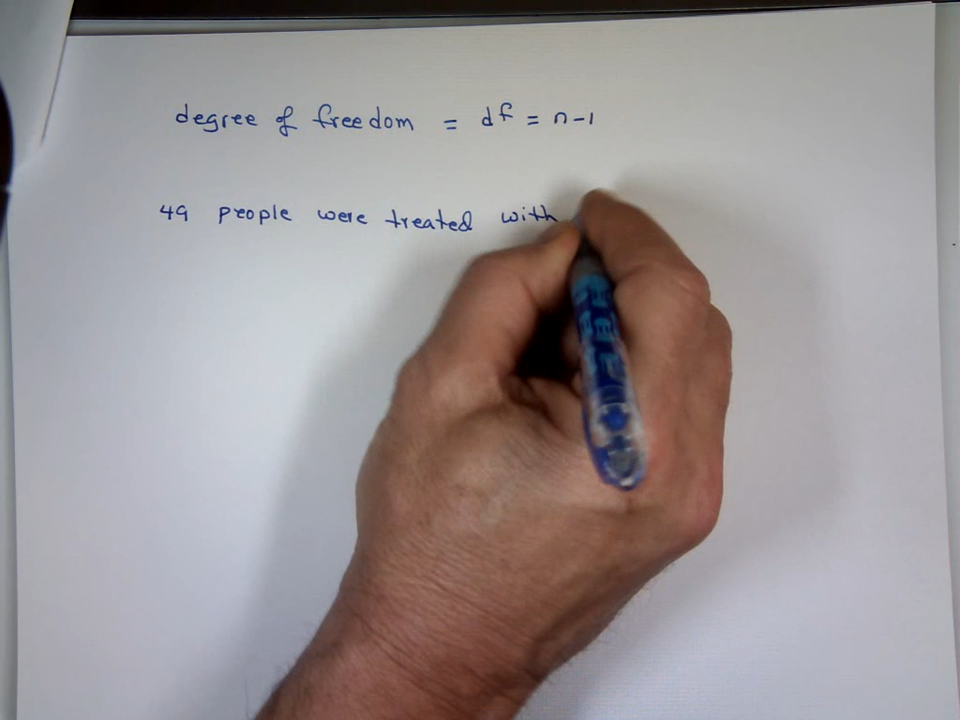 degree of freedom = df = n-1
49 people were treated with